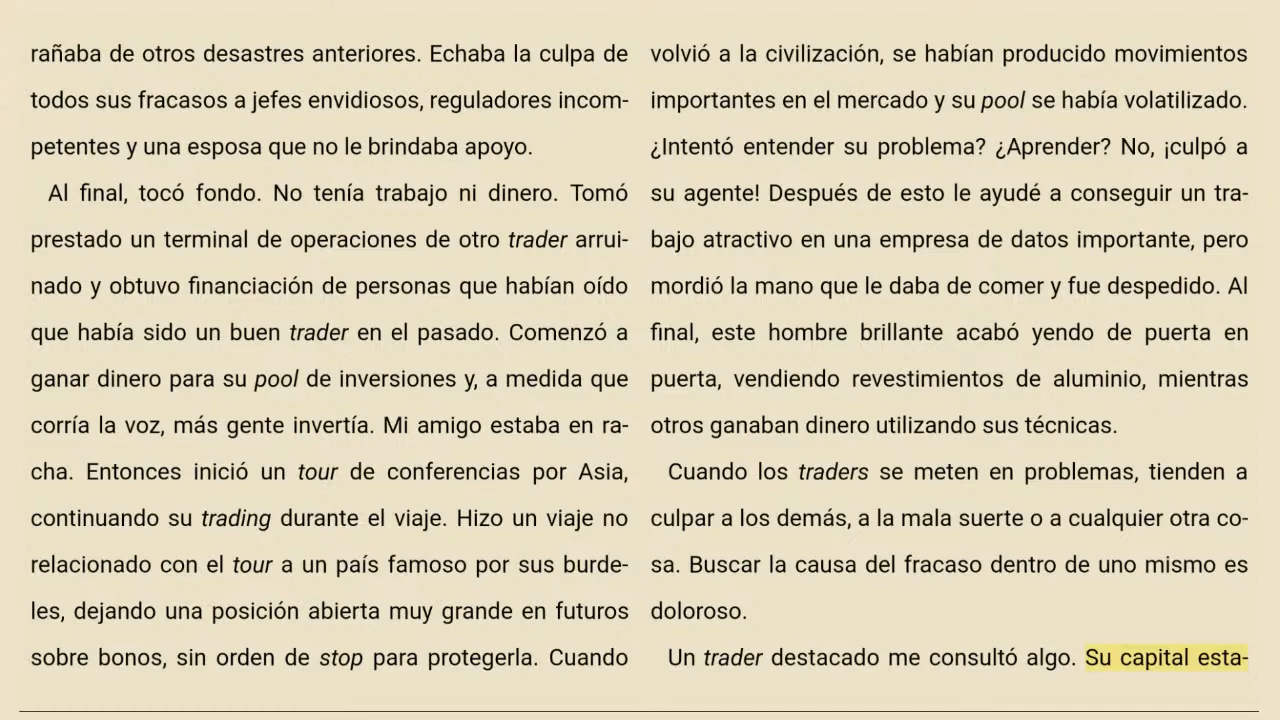 rañaba de otros desastres anteriores. Echaba la culpa de
todos sus fracasos a jefes envidiosos, reguladores incom-
petentes y una esposa que no le brindaba apoyo.
Al final, tocó fondo. No tenía trabajo ni dinero. Tomó
prestado un terminal de operaciones de otro trader arrui-
nado y obtuvo financiación de personas que habían oído
que había sido un buen trader en el pasado. Comenzó a
ganar dinero para su pool de inversiones y, a medida que
corría la voz, más gente invertía. Mi amigo estaba en ra-
cha. Entonces inició un tour de conferencias por Asia,
continuando su trading durante el viaje. Hizo un viaje no
relacionado con el tour a un país famoso por sus burde-
les, dejando una posición abierta muy grande en futuros
sobre bonos, sin orden de stop para protegerla. Cuando
volvió a la civilización, se habían producido movimientos
importantes en el mercado y su pool se había volatilizado.
¿Intentó entender su problema? ¿Aprender? No, ¡culpó a
su agente! Después de esto le ayudé a conseguir un tra-
bajo atractivo en una empresa de datos importante, pero
mordió la mano que le daba de comer y fue despedido. Al
final, este hombre brillante acabó yendo de puerta en
puerta, vendiendo revestimientos de aluminio, mientras
otros ganaban dinero utilizando sus técnicas.
Cuando los traders se meten en problemas, tienden a
culpar a los demás, a la mala suerte o a cualquier otra co-
sa. Buscar la causa del fracaso dentro de uno mismo es
doloroso.
Un trader destacado me consultó algo. Su capital esta-